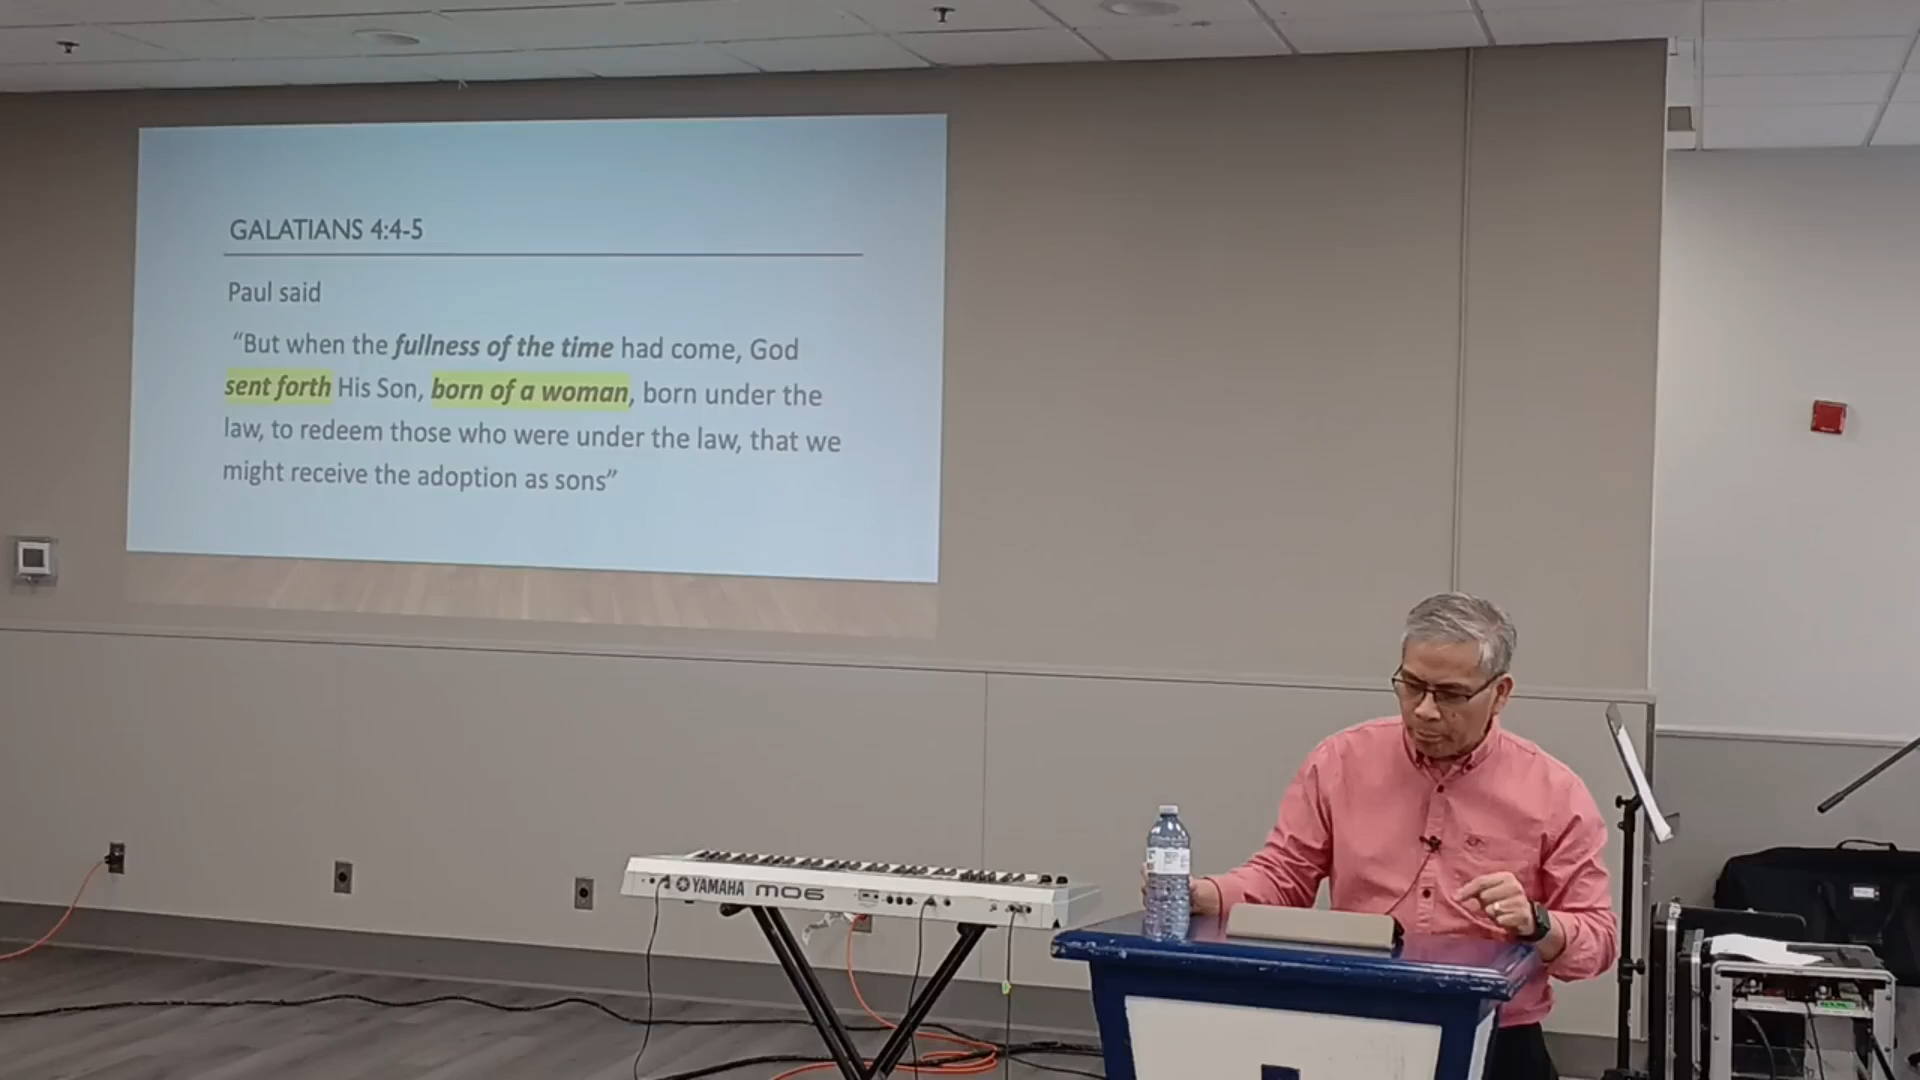 GALATIANS 4:4-5
Paul said
“But when the fullness of the time had come, God
sent forth His Son, born of a woman, born under the
law, to redeem those who were under the law, that we
might receive the adoption as sons”
YAMAHA MO6